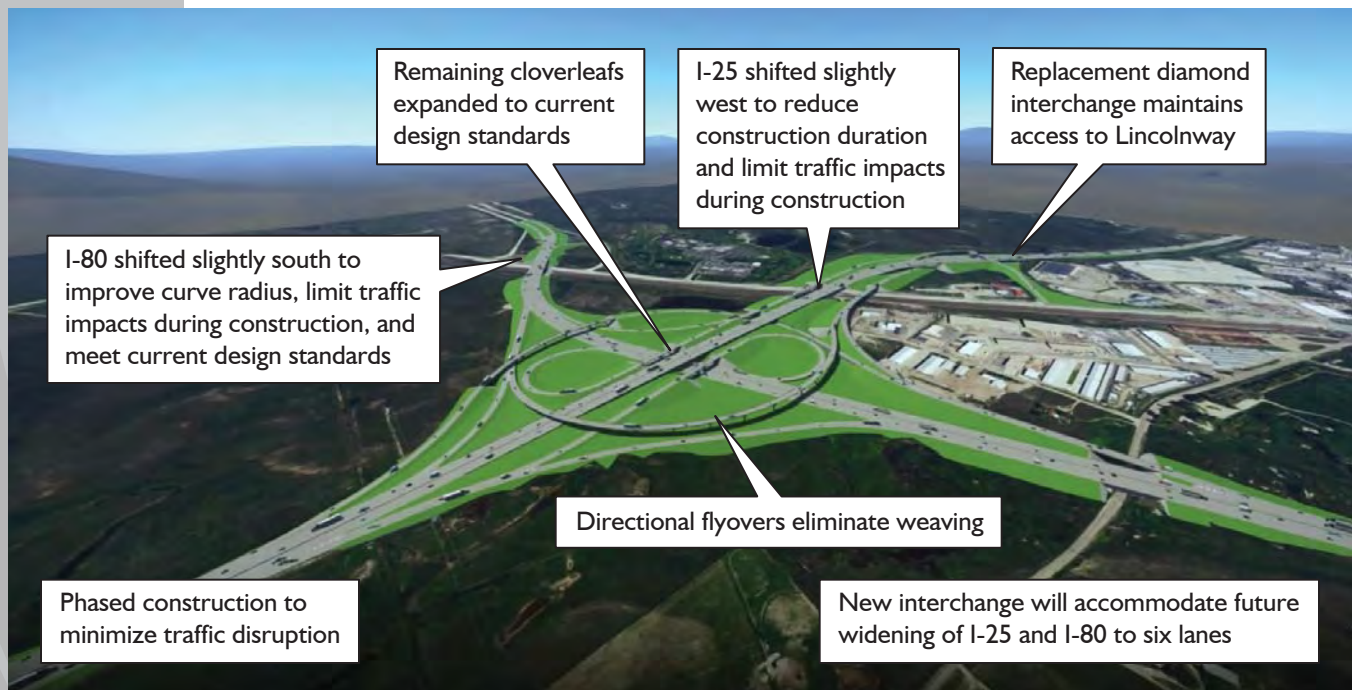 Remaining cloverleafs
expanded to current
design standards
I-25 shifted slightly
west to reduce
construction duration
and limit traffic impacts
during construction
Replacement diamond
interchange maintains
access to Lincolnway
I-80 shifted slightly south to
improve curve radius, limit traffic
impacts during construction, and
meet current design standards
Directional flyovers eliminate weaving
Phased construction to
minimize traffic disruption
New interchange will accommodate future
widening of I-25 and I-80 to six lanes